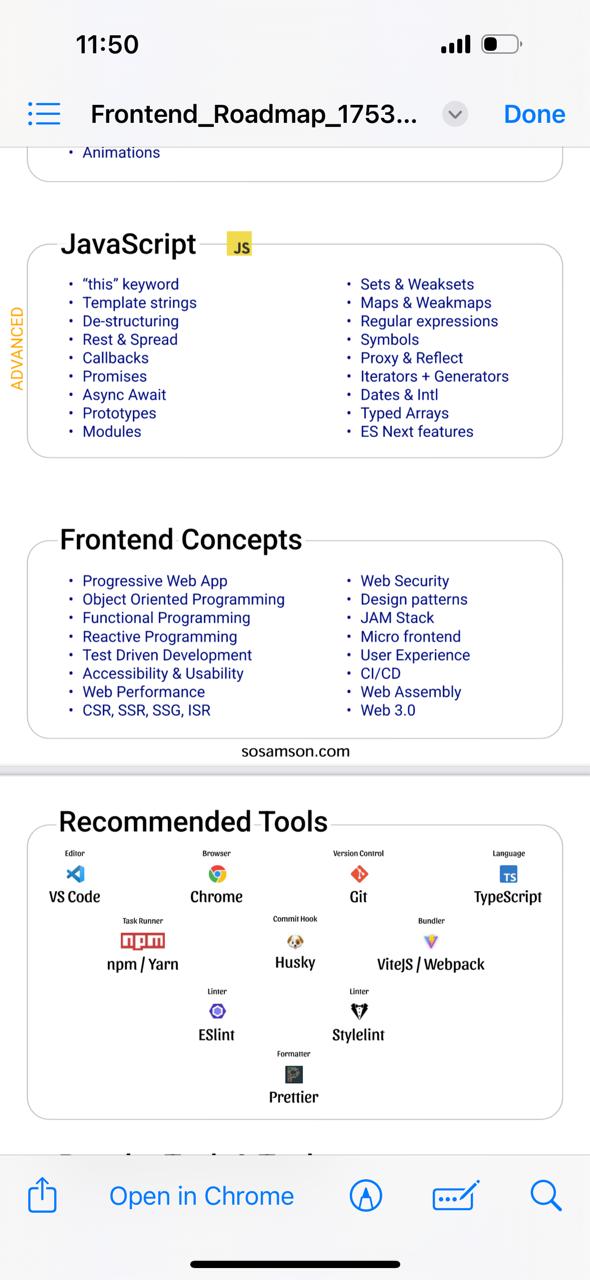 11:50
Frontend_Roadmap_1753...
Done
• Animations
JavaScript
JS
ADVANCED
• “this” keyword
• Template strings
• De-structuring
• Rest & Spread
• Callbacks
• Promises
• Async Await
• Prototypes
• Modules
• Sets & Weaksets
• Maps & Weakmaps
• Regular expressions
• Symbols
• Proxy & Reflect
• Iterators + Generators
• Dates & Intl
• Typed Arrays
• ES Next features
Frontend Concepts
• Progressive Web App
• Object Oriented Programming
• Functional Programming
• Reactive Programming
• Test Driven Development
• Accessibility & Usability
• Web Performance
• CSR, SSR, SSG, ISR
• Web Security
• Design patterns
• JAM Stack
• Micro frontend
• User Experience
• CI/CD
• Web Assembly
• Web 3.0
sosamson.com
Recommended Tools
Editor
VS Code
Browser
Chrome
Version Control
Git
Language
TS
TypeScript
Task Runner
npm
npm / Yarn
Commit Hook
Husky
Bundler
ViteJS / Webpack
Linter
ESlint
Linter
Stylelint
Formatter
Prettier
Open in Chrome